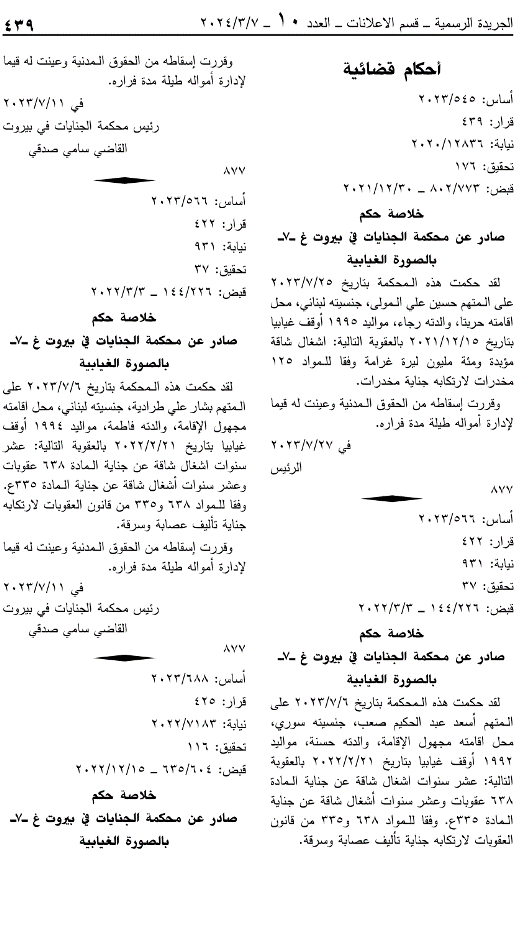 الجريدة الرسمية ــ قسم الاعلانات ــ العدد ١٠ ــ ٢٠٢٤/٣/٧
٤٣٩
أحكام قضائية
أساس: ٢٠٢٣/٥٤٥
قرار: ٤٣٩
نيابة: ٢٠٢٠/١٢٨٣٦
تحقيق: ١٧٦
قبض: ٨٠٢/٧٧٣ ــ ٢٠٢١/١٢/٣٠
خلاصة حكم
صادر عن محكمة الجنايات في بيروت غ ــ٧ــ
بالصورة الغيابية
لقد حكمت هذه المحكمة بتاريخ ٢٠٢٣/٧/٢٥
على المتهم حسين علي المولى، جنسيته لبناني، محل
اقامته حربتا، والدته رجاء، مواليد ١٩٩٥ أوقف غيابيا
بتاريخ ٢٠٢١/١٢/١٥ بالعقوبة التالية: اشغال شاقة
مؤبدة ومئة مليون ليرة غرامة وفقا للمواد ١٢٥
مخدرات لارتكابه جناية مخدرات.
وقررت إسقاطه من الحقوق المدنية وعينت له قيما
لإدارة أمواله طيلة مدة فراره.
في ٢٠٢٣/٧/٢٧
الرئيس
٨٧٧
أساس: ٢٠٢٣/٥٦٦
قرار: ٤٢٢
نيابة: ٩٣١
تحقيق: ٣٧
قبض: ١٤٤/٢٢٦ ــ ٢٠٢٢/٣/٣
خلاصة حكم
صادر عن محكمة الجنايات في بيروت غ ــ٧ــ
بالصورة الغيابية
لقد حكمت هذه المحكمة بتاريخ ٢٠٢٣/٧/٦ على
المتهم أسعد عبد الحكيم صعب، جنسيته سوري،
محل اقامته مجهول الإقامة، والدته حسنة، مواليد
١٩٩٢ أوقف غيابيا بتاريخ ٢٠٢٢/٢/٢١ بالعقوبة
التالية: عشر سنوات اشغال شاقة عن جناية المادة
٦٣٨ عقوبات وعشر سنوات أشغال شاقة عن جناية
المادة ٣٣٥ع. وفقا للمواد ٦٣٨ و٣٣٥ من قانون
العقوبات لارتكابه جناية تأليف عصابة وسرقة.
وقررت إسقاطه من الحقوق المدنية وعينت له قيما
لإدارة أمواله طيلة مدة فراره.
في ٢٠٢٣/٧/١١
رئيس محكمة الجنايات في بيروت
القاضي سامي صدقي
٨٧٧
أساس: ٢٠٢٣/٥٦٦
قرار: ٤٢٢
نيابة: ٩٣١
تحقيق: ٣٧
قبض: ١٤٤/٢٢٦ ــ ٢٠٢٢/٣/٣
خلاصة حكم
صادر عن محكمة الجنايات في بيروت غ ــ٧ــ
بالصورة الغيابية
لقد حكمت هذه المحكمة بتاريخ ٢٠٢٣/٧/٦ على
المتهم بشار علي طرادية، جنسيته لبناني، محل اقامته
مجهول الإقامة، والدته فاطمة، مواليد ١٩٩٤ أوقف
غيابيا بتاريخ ٢٠٢٢/٢/٢١ بالعقوبة التالية: عشر
سنوات اشغال شاقة عن جناية المادة ٦٣٨ عقوبات
وعشر سنوات أشغال شاقة عن جناية المادة ٣٣٥ع.
وفقا للمواد ٦٣٨ و٣٣٥ من قانون العقوبات لارتكابه
جناية تأليف عصابة وسرقة.
وقررت إسقاطه من الحقوق المدنية وعينت له قيما
لإدارة أمواله طيلة مدة فراره.
في ٢٠٢٣/٧/١١
رئيس محكمة الجنايات في بيروت
القاضي سامي صدقي
٨٧٧
أساس: ٢٠٢٣/٦٨٨
قرار: ٤٢٥
نيابة: ٢٠٢٢/٧١٨٣
تحقيق: ١١٦
قبض: ٦٣٥/٦٠٤ ــ ٢٠٢٢/١٢/١٥
خلاصة حكم
صادر عن محكمة الجنايات في بيروت غ ــ٧ــ
بالصورة الغيابية